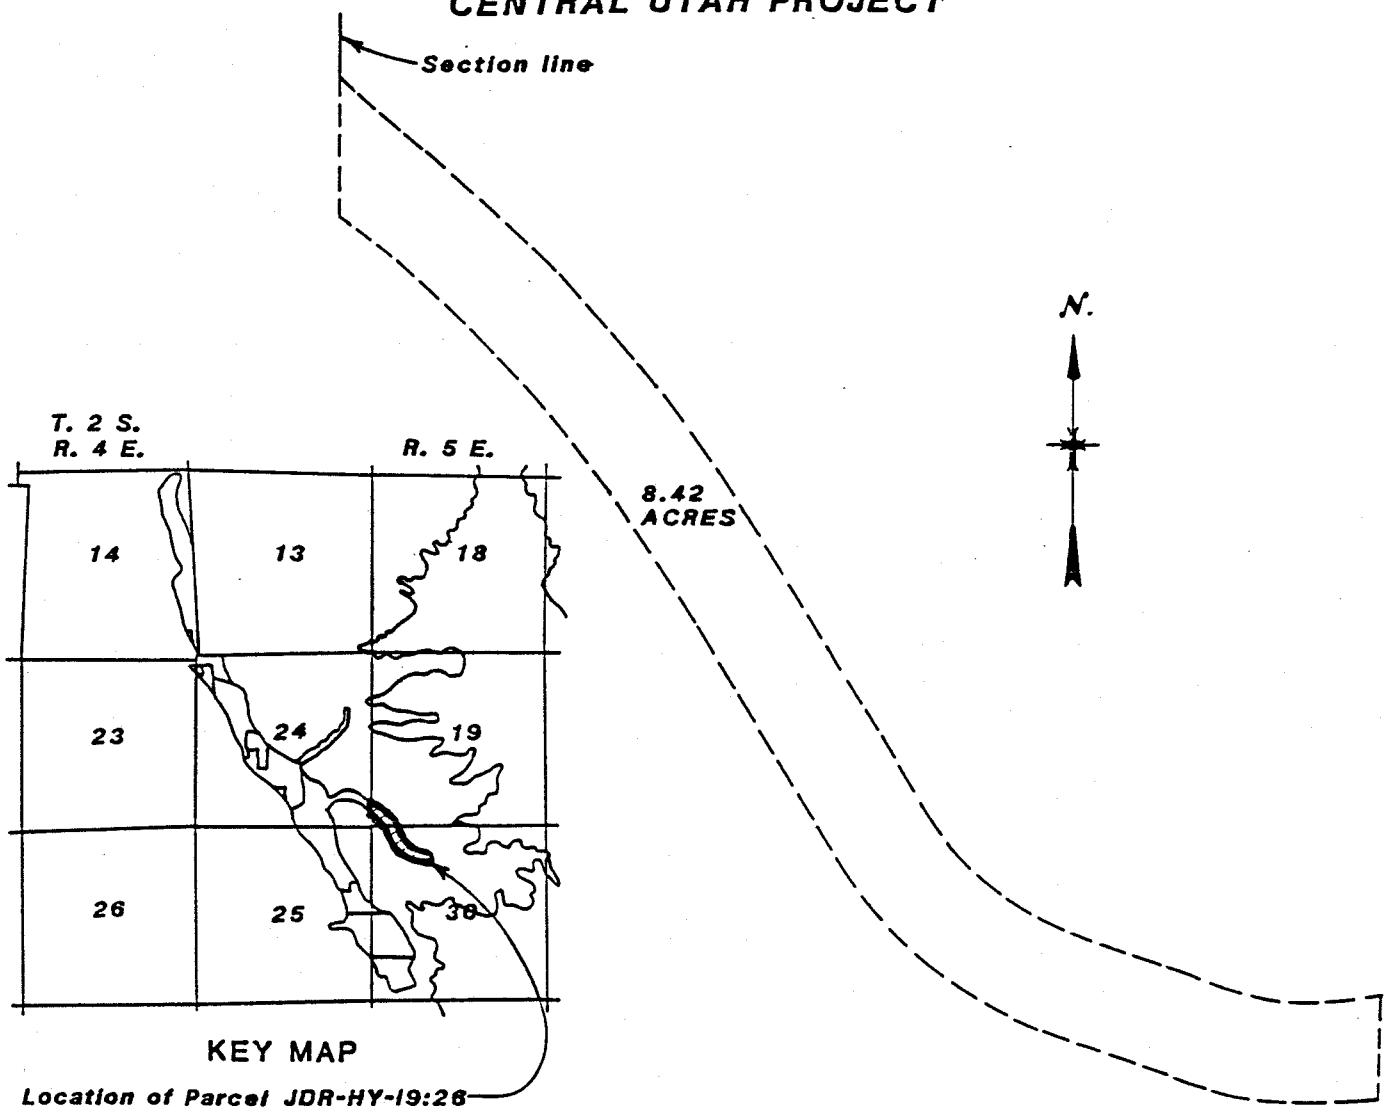 CENTRAL UTAH PROJECT
Section line
N.
T. 2 S.
R. 4 E.
R. 5 E.
8.42
ACRES
14
13
18
23
24
19
26
25
30
KEY MAP
Location of Parcel JDR-HY-19:26